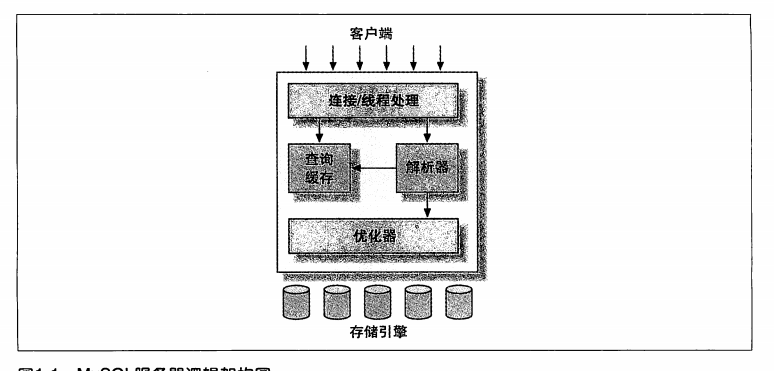 客户端
连接/线程处理
查询
缓存
解析器
优化器
存储引擎
图1-1 MySQL服务器逻辑架构图